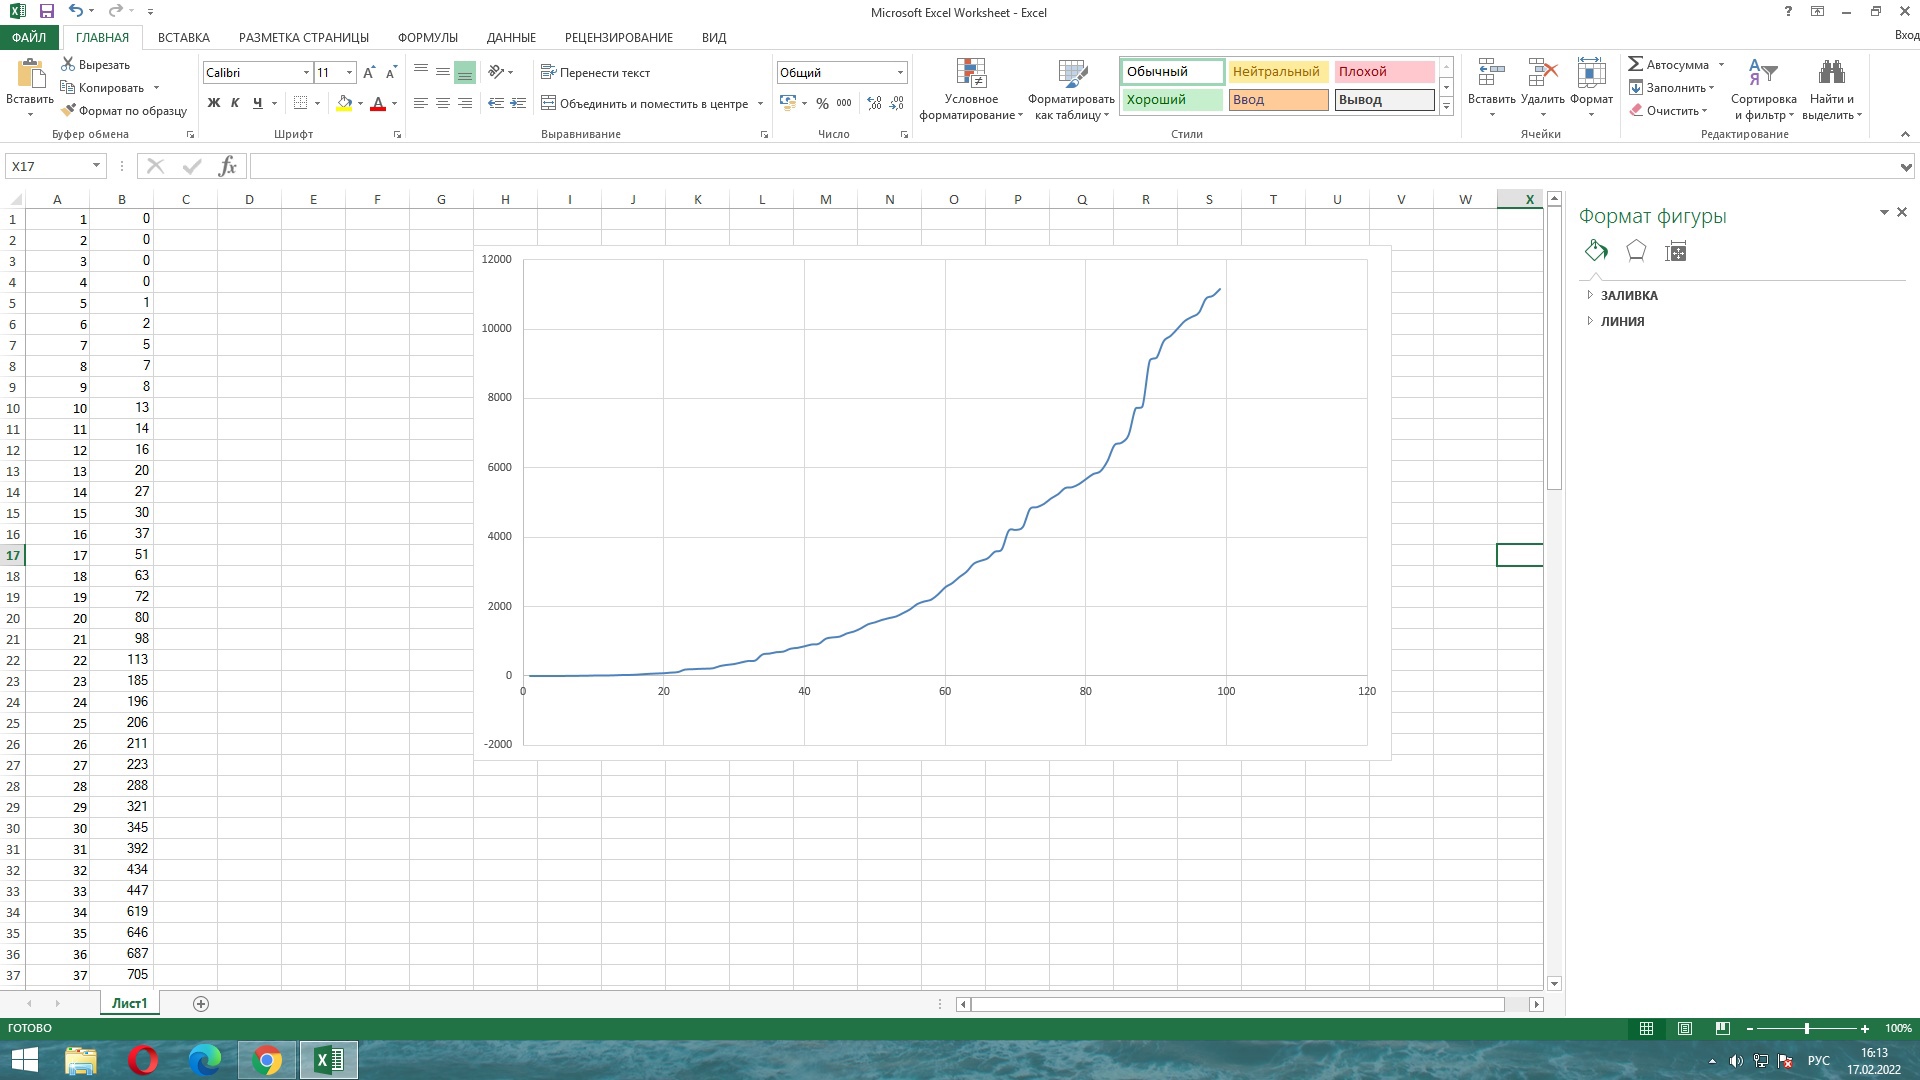 Microsoft Excel Worksheet - Excel
ФАЙЛ ГЛАВНАЯ ВСТАВКА РАЗМЕТКА СТРАНИЦЫ ФОРМУЛЫ ДАННЫЕ РЕЦЕНЗИРОВАНИЕ ВИД Вход
Вставить
Вырезать
Копировать
Формат по образцу
Буфер обмена
Calibri 11
Ж К Ч
Шрифт
Перенести текст
Объединить и поместить в центре
Выравнивание
Общий
% 000
Число
Условное форматирование
Форматировать как таблицу
Обычный Нейтральный Плохой
Хороший Ввод Вывод
Стили
Вставить Удалить Формат
Ячейки
Автосумма
Заполнить
Очистить
Сортировка и фильтр
Найти и выделить
Редактирование
X17 fx
A B C D E F G H I J K L M N O P Q R S T U V W X
1 1 0
2 2 0
3 3 0
4 4 0
5 5 1
6 6 2
7 7 5
8 8 7
9 9 8
10 10 13
11 11 14
12 12 16
13 13 20
14 14 27
15 15 30
16 16 37
17 17 51
18 18 63
19 19 72
20 20 80
21 21 98
22 22 113
23 23 185
24 24 196
25 25 206
26 26 211
27 27 223
28 28 288
29 29 321
30 30 345
31 31 392
32 32 434
33 33 447
34 34 619
35 35 646
36 36 687
37 37 705
12000
10000
8000
6000
4000
2000
0
-2000
0 20 40 60 80 100 120
Формат фигуры
ЗАЛИВКА
ЛИНИЯ
Лист1
ГОТОВО
100%
РУС
16:13
17.02.2022